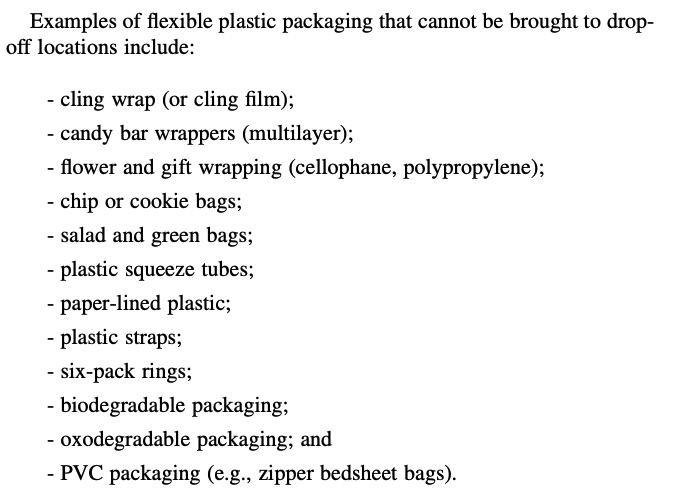 Examples of flexible plastic packaging that cannot be brought to drop-
off locations include:
- cling wrap (or cling film);
- candy bar wrappers (multilayer);
- flower and gift wrapping (cellophane, polypropylene);
- chip or cookie bags;
- salad and green bags;
- plastic squeeze tubes;
- paper-lined plastic;
- plastic straps;
- six-pack rings;
- biodegradable packaging;
- oxodegradable packaging; and
- PVC packaging (e.g., zipper bedsheet bags).